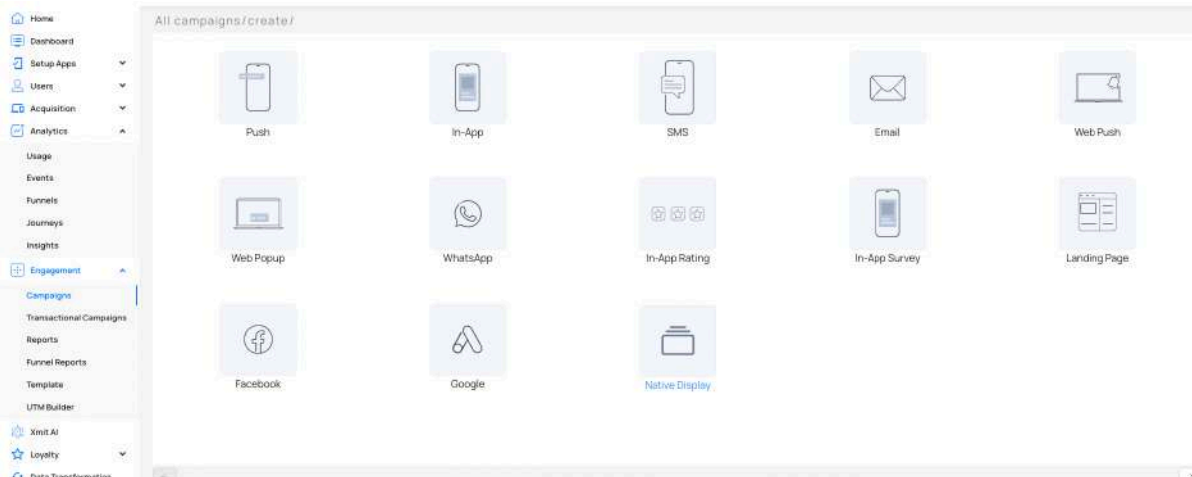 Home
All campaigns/create/
Dashboard
Setup Apps
Users
Acquisition
Analytics
Usage
Events
Funnels
Journeys
Insights
Engagement
Campaigns
Transactional Campaigns
Reports
Funnel Reports
Template
UTM Builder
Xmit AI
Loyalty
Data Transformation
Push
In-App
SMS
Email
Web Push
Web Popup
WhatsApp
In-App Rating
In-App Survey
Landing Page
Facebook
Google
Native Display